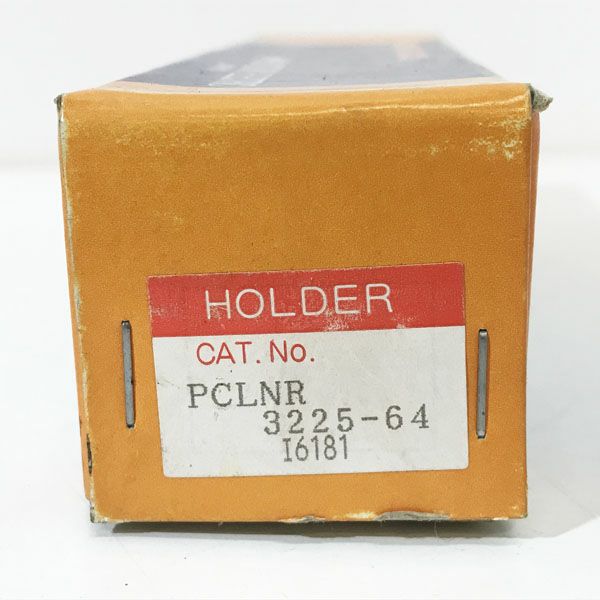 HOLDER
CAT. No.
PCLNR
3225-64
I6181